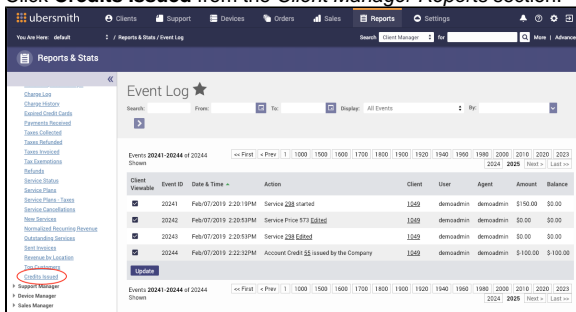 Click Credits Issued from the Client Manager Reports section.
ubersmith Clients Support Devices Orders Sales Reports Settings
You Are Here: default / Reports & Stats / Event Log Search Client Manager for More | Advance
Reports & Stats
Change Log
Charge History
Expired Credit Cards
Payments Received
Taxes Collected
Taxes Refunded
Taxes Invoiced
Tax Exemptions
Refunds
Service Status
Service Plans
Service Plans - Taxes
Service Cancellations
New Services
Normalized Recurring Revenue
Outstanding Services
Sent Invoices
Revenue by Location
Top Customers
Credits Issued
Support Manager
Device Manager
Sales Manager
Event Log
Search: From: To: Display: All Events By:
Events 20241-20244 of 20244 Shown
<< First < Prev 1 1000 1500 1600 1700 1800 1900 1920 1940 1960 1980 2000 2010 2020 2023
2024 2025 Next > Last >>
Client Viewable Event ID Date & Time Action Client User Agent Amount Balance
20241 Feb/07/2019 2:20:19PM Service 298 started 1049 demoadmin demoadmin $150.00 $0.00
20242 Feb/07/2019 2:20:53PM Service Price 573 Edited 1049 demoadmin demoadmin $0.00 $0.00
20243 Feb/07/2019 2:20:53PM Service 298 Edited 1049 demoadmin demoadmin $0.00 $0.00
20244 Feb/07/2019 2:22:32PM Account Credit 55 issued by the Company 1049 demoadmin demoadmin $-100.00 $-100.00
Update
Events 20241-20244 of 20244 Shown
<< First < Prev 1 1000 1500 1600 1700 1800 1900 1920 1940 1960 1980 2000 2010 2020 2023
2024 2025 Next > Last >>